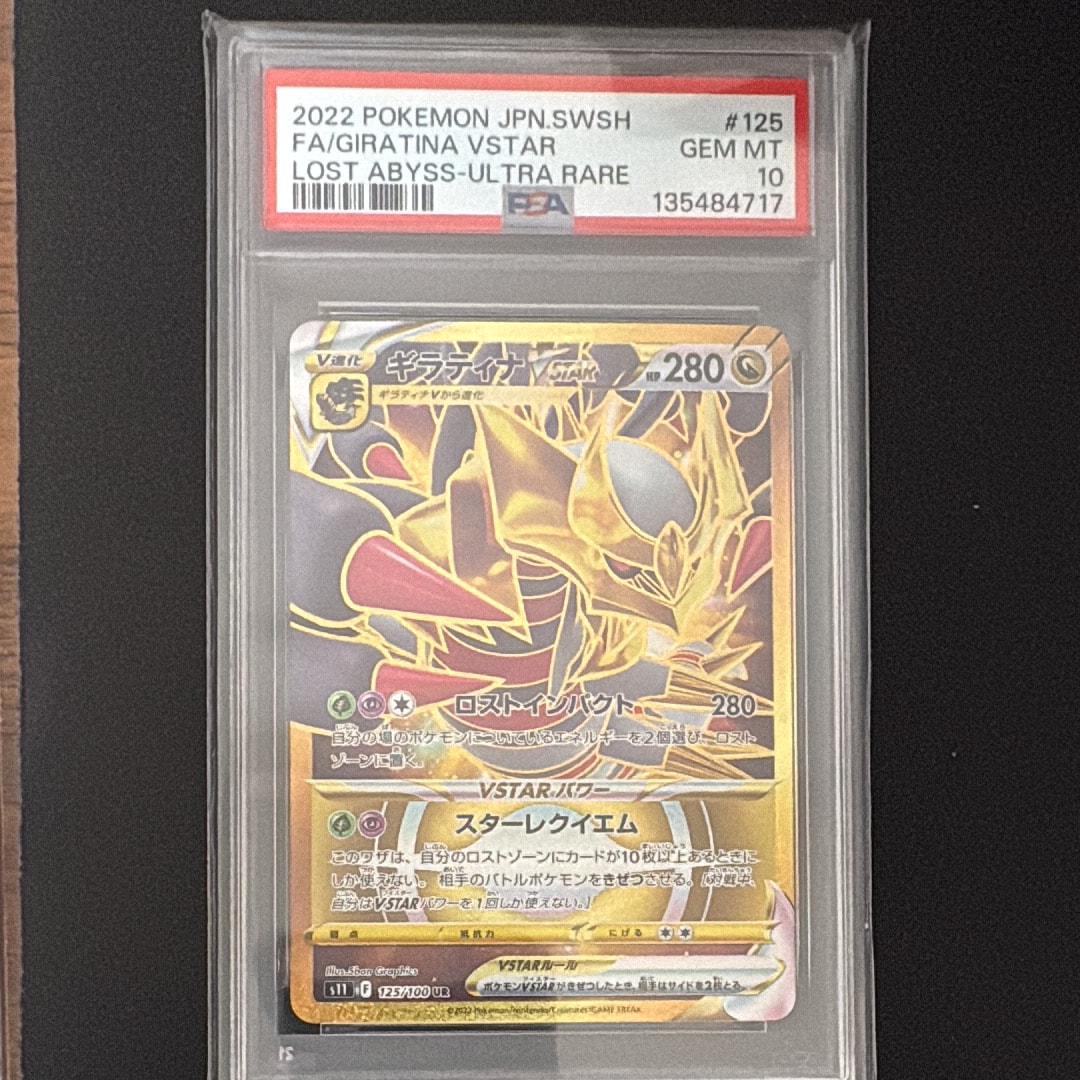 2022 POKEMON JPN.SWSH #125
FA/GIRATINA VSTAR GEM MT
LOST ABYSS-ULTRA RARE 10
PSA 135484717
V進化 ギラティナ VSTAR HP 280
ギラティナVから進化
ロストインパクト 280
自分の場のポケモンについているエネルギーを2個選び、ロスト
ゾーンに置く。
VSTARパワー
スターレクイエム
このワザは、自分のロストゾーンにカードが10枚以上あるときに
しか使えない。相手のバトルポケモンをきぜつさせる。[対戦中、
自分はVSTARパワーを1回しか使えない。]
弱点 抵抗力 にげる
Illus.5ban Graphics
VSTARルール
s11 F 125/100 UR
ポケモンVSTARがきぜつしたとき、相手はサイドを2枚とる。
©2022 Pokémon/Nintendo/Creatures/GAME FREAK
21